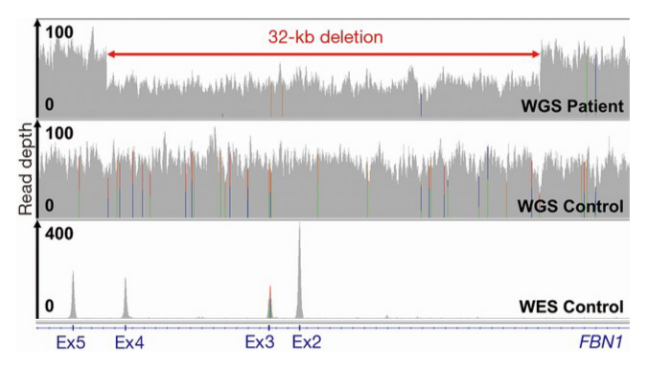 100
32-kb deletion
0
WGS Patient
100
Read depth
0
WGS Control
400
0
WES Control
Ex5 Ex4 Ex3 Ex2 FBN1